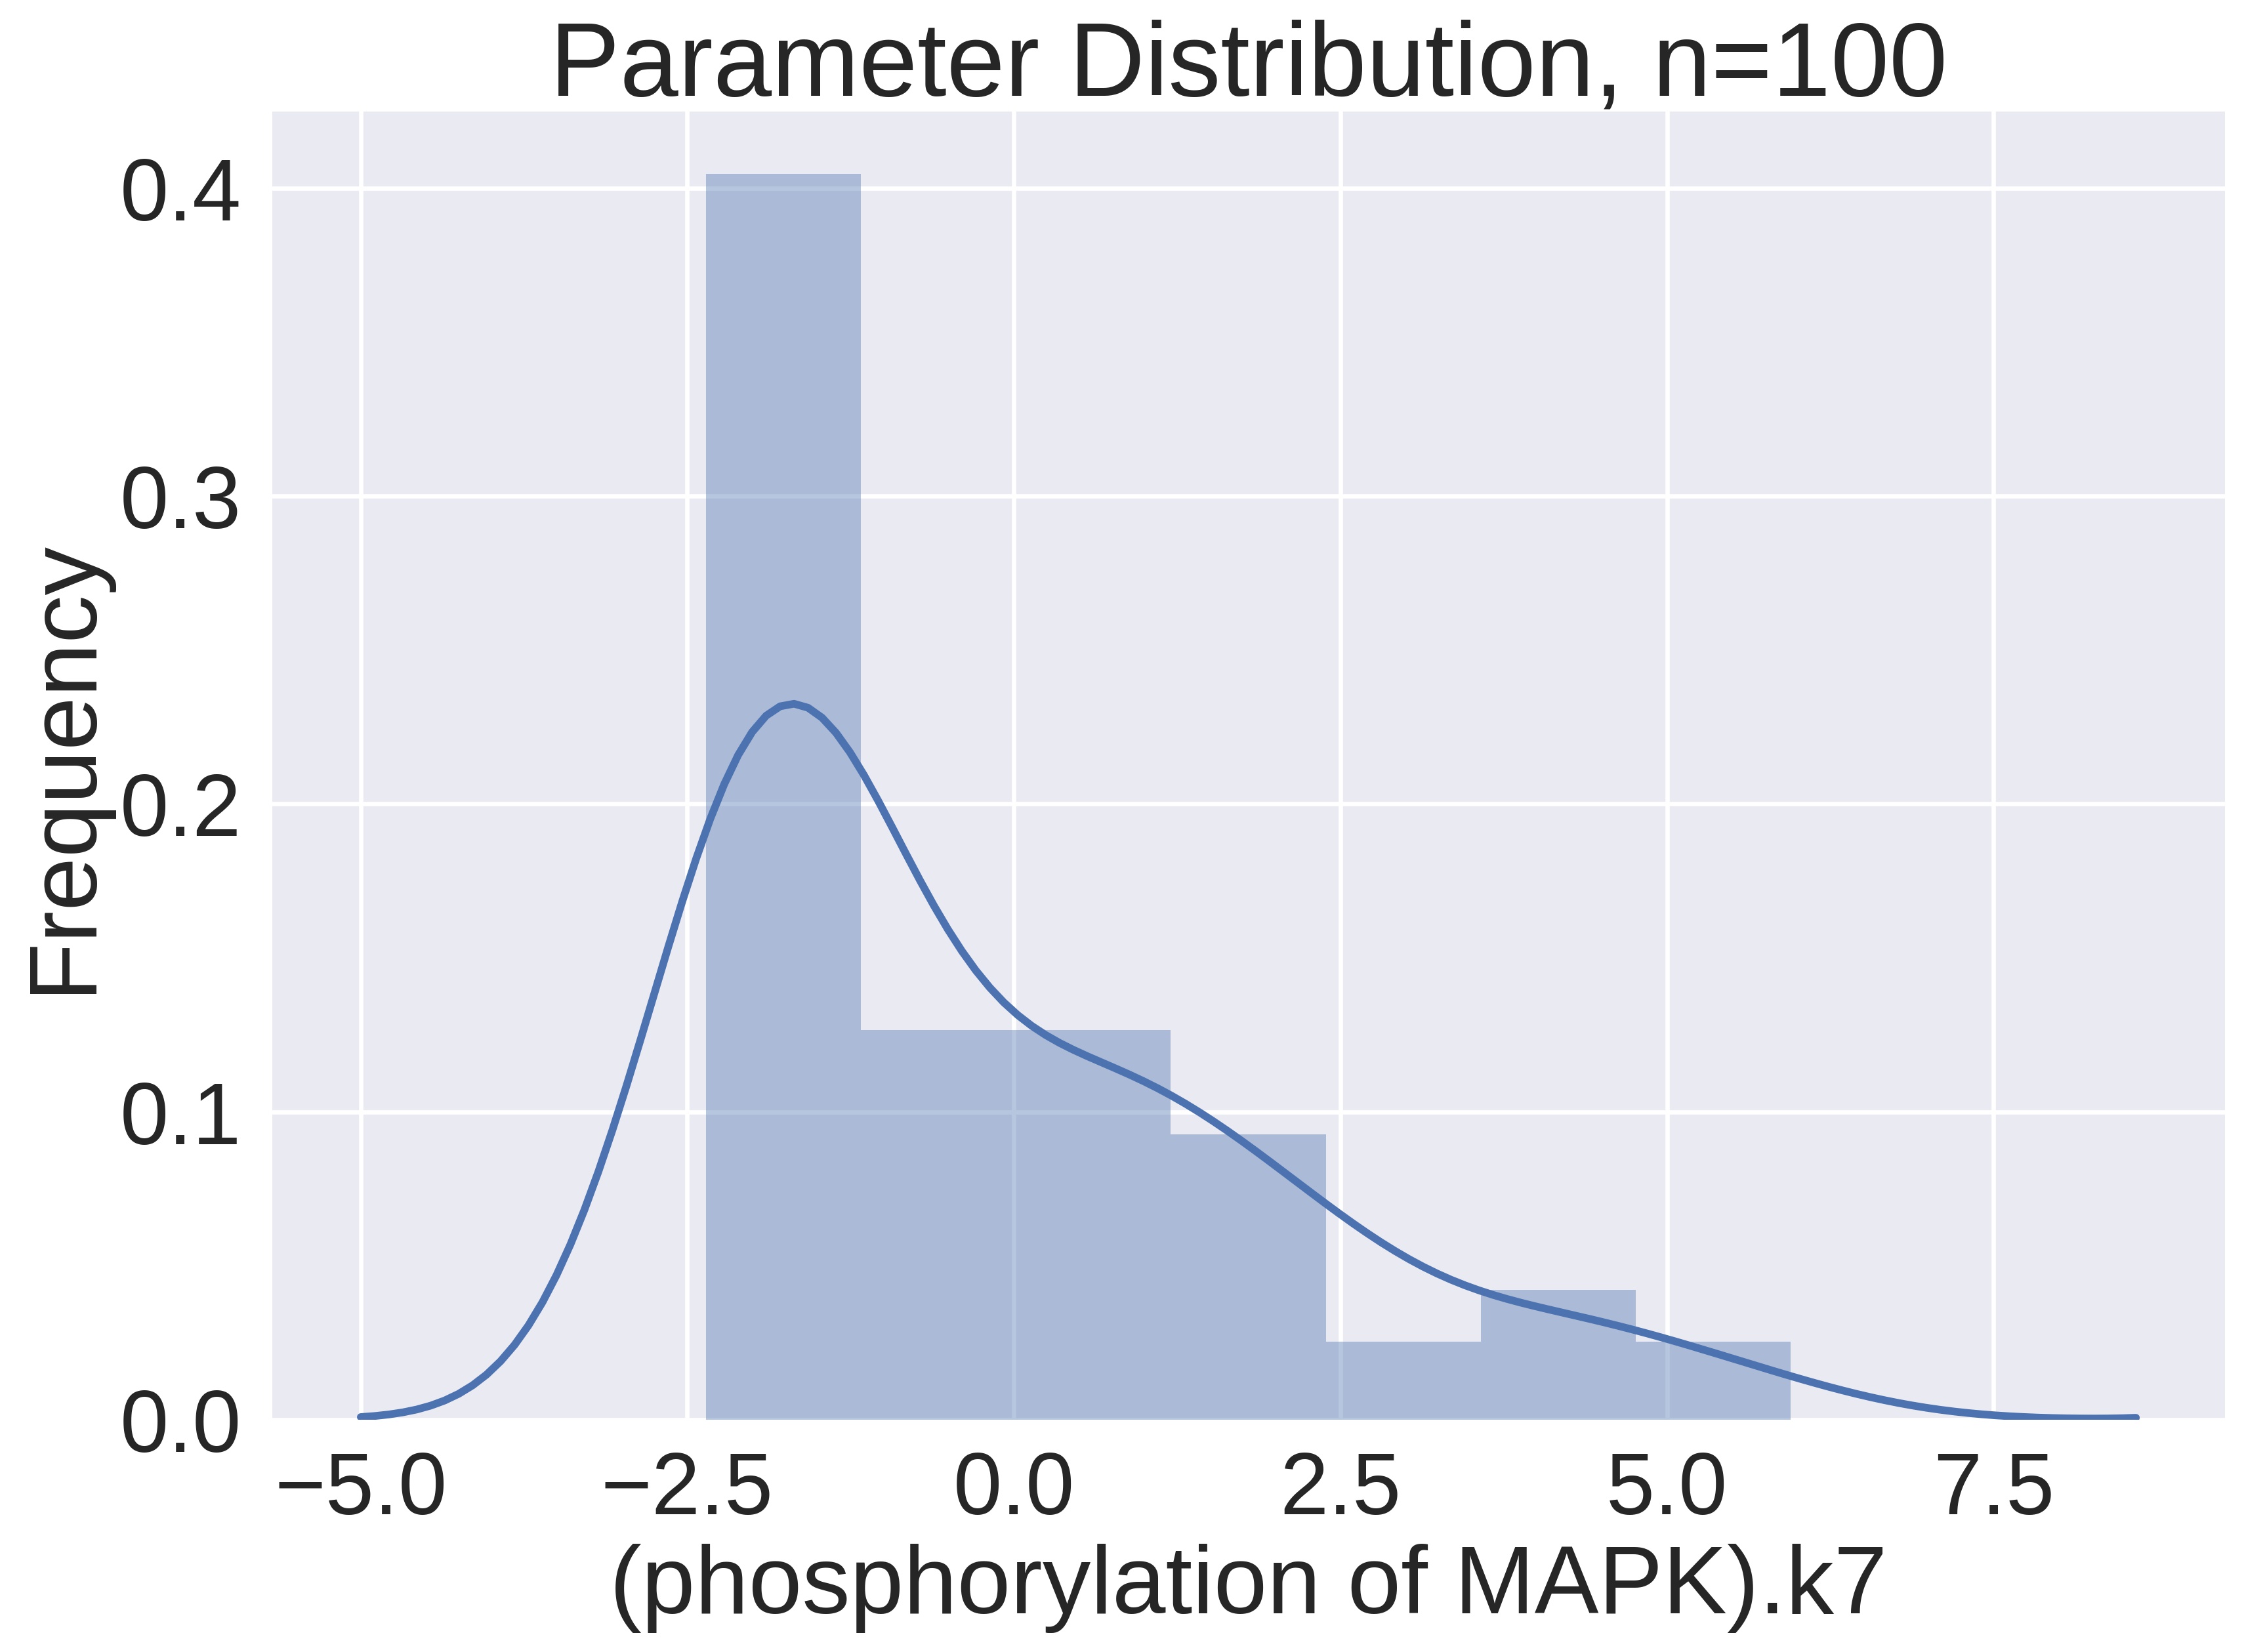 Parameter Distribution, n=100
Frequency
0.4
0.3
0.2
0.1
0.0
−5.0 −2.5 0.0 2.5 5.0 7.5
(phosphorylation of MAPK).k7